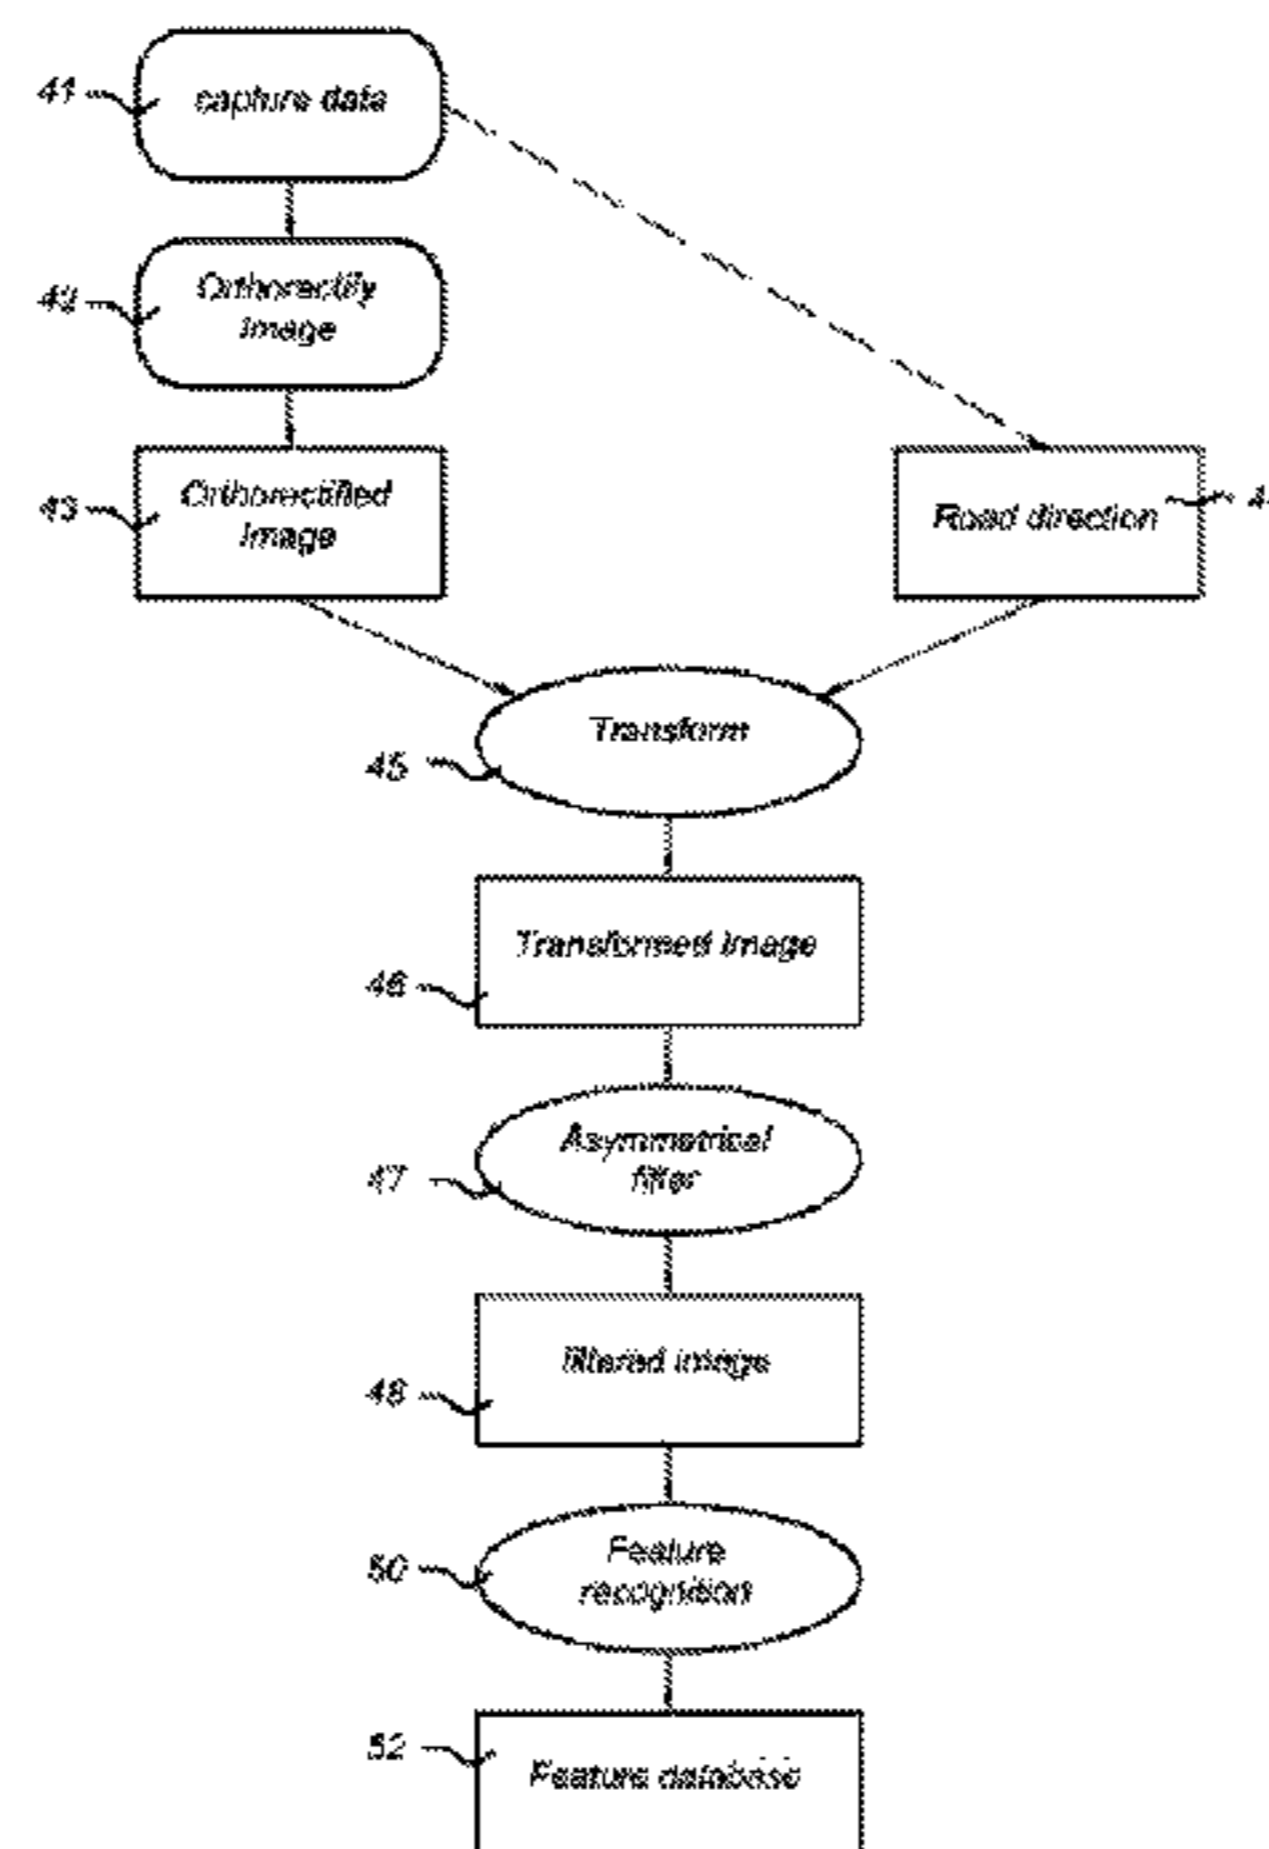 41
capture data
42
Orthorectify
image
43
Orthorectified
image
Road direction
Transform
45
Transformed image
46
Asymmetrical
filter
47
filtered image
48
Feature
recognition
50
52
Feature database